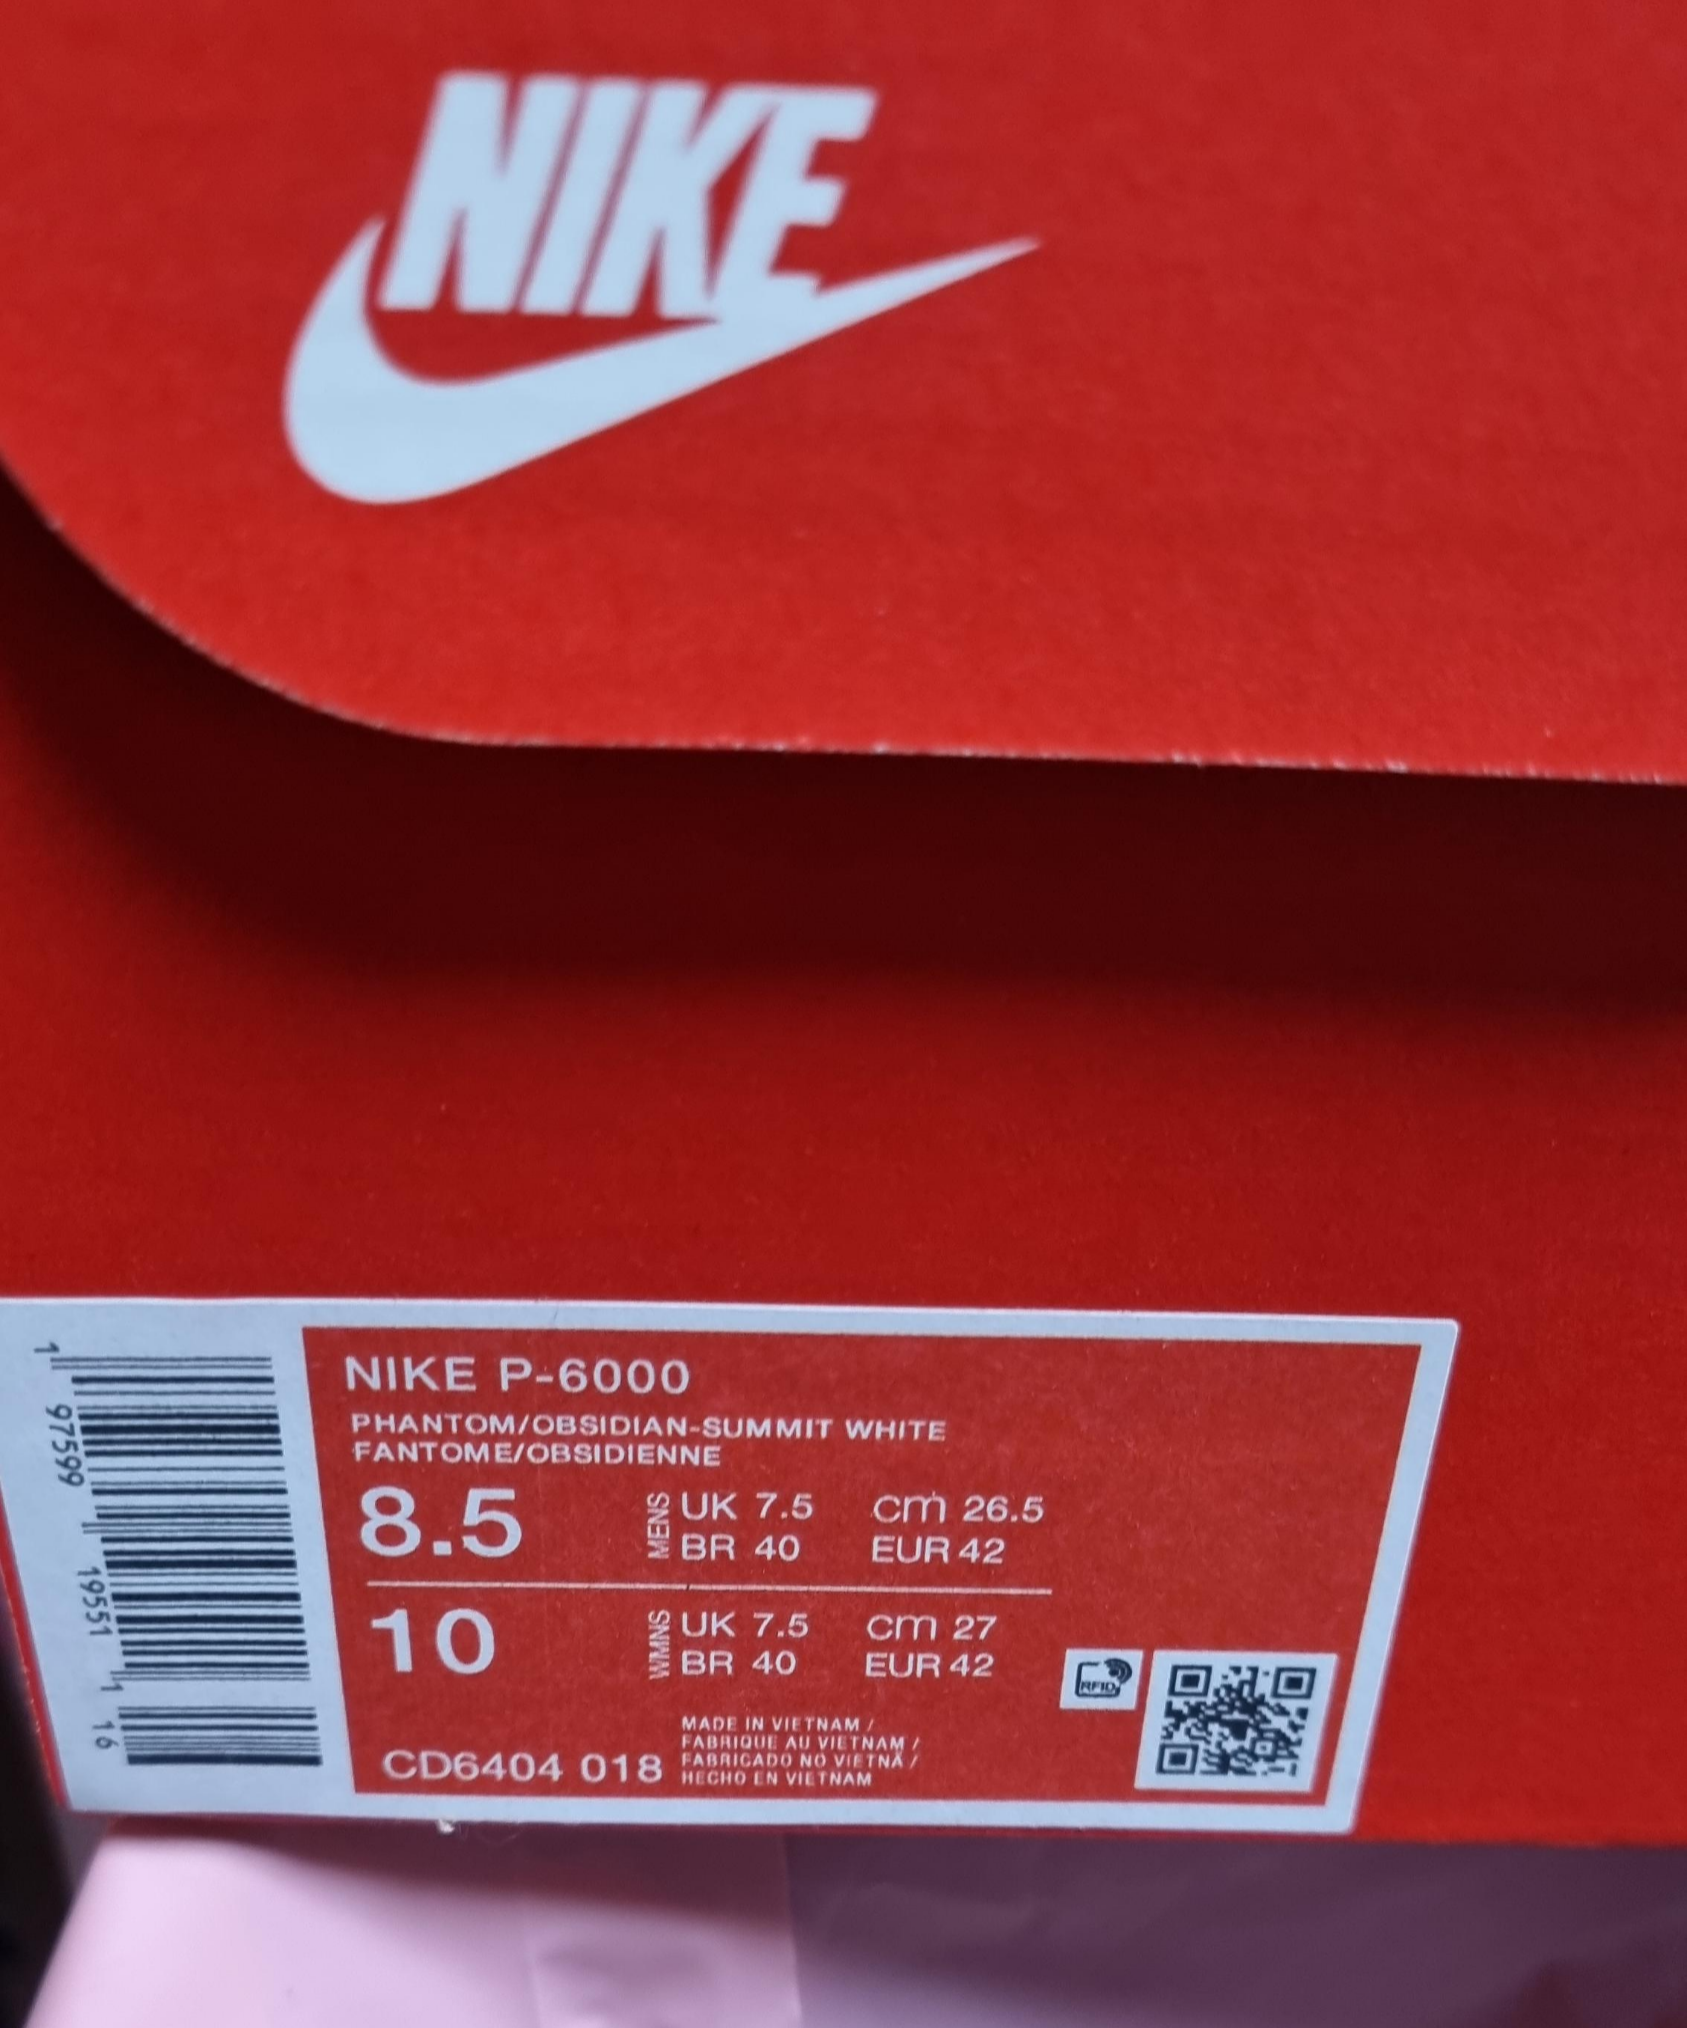 NIKE
1 97599 19551 1 16
NIKE P-6000
PHANTOM/OBSIDIAN-SUMMIT WHITE
FANTOME/OBSIDIENNE
8.5 MENS UK 7.5 cm 26.5
BR 40 EUR 42
10 WMNS UK 7.5 cm 27
BR 40 EUR 42
RFID
CD6404 018
MADE IN VIETNAM /
FABRIQUE AU VIETNAM /
FABRICADO NO VIETNÃ /
HECHO EN VIETNAM